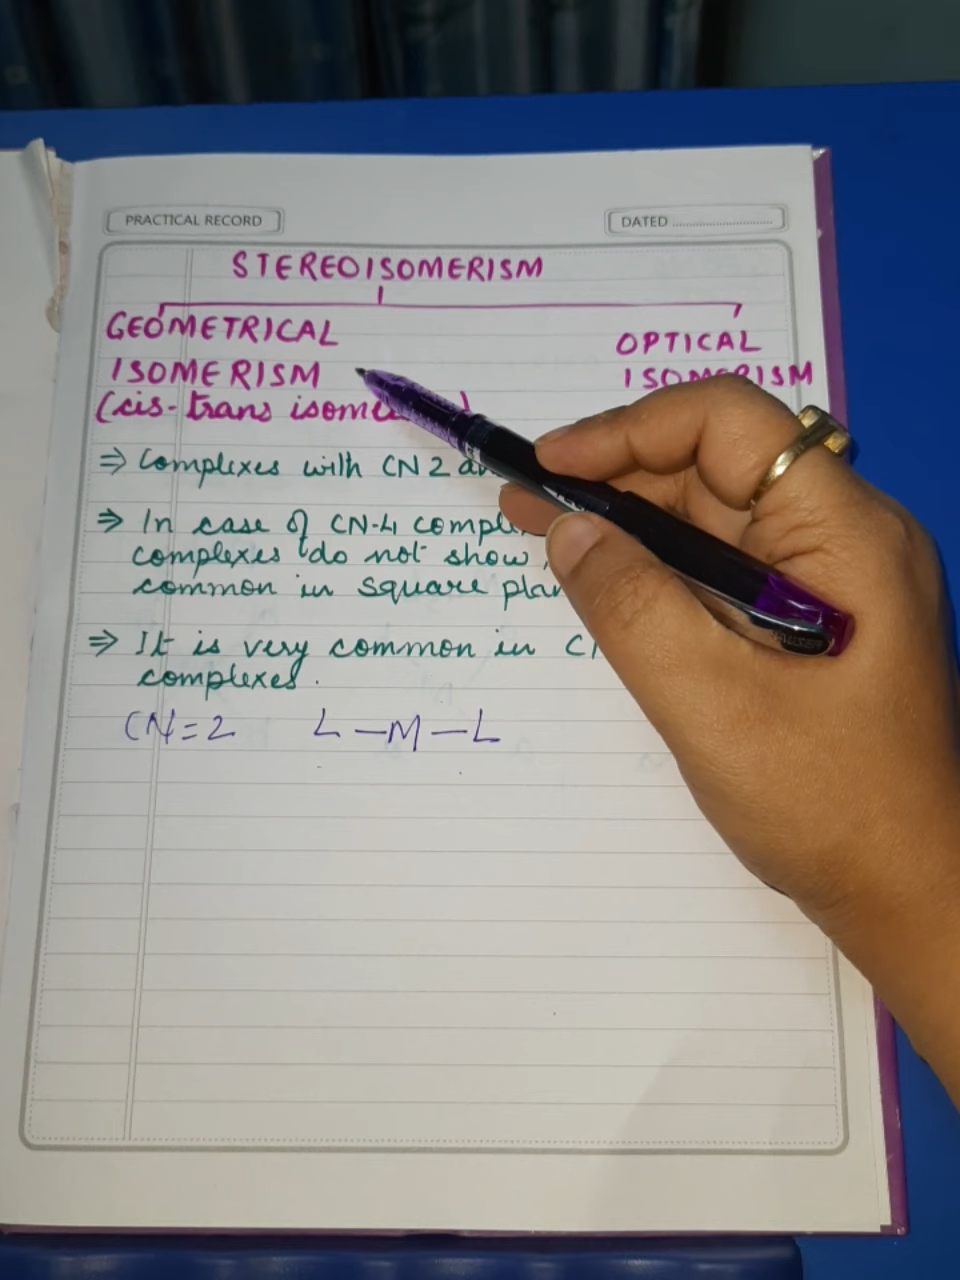 PRACTICAL RECORD
DATED
STEREOISOMERISM
GEOMETRICAL
ISOMERISM
(cis-trans
OPTICAL
ISOMERISM
⇒ Complexes with CN 2
⇒ In case of CN-4
complexes do not show
common in square
⇒ It is very common in
complexes.
CN=2 L-M-L